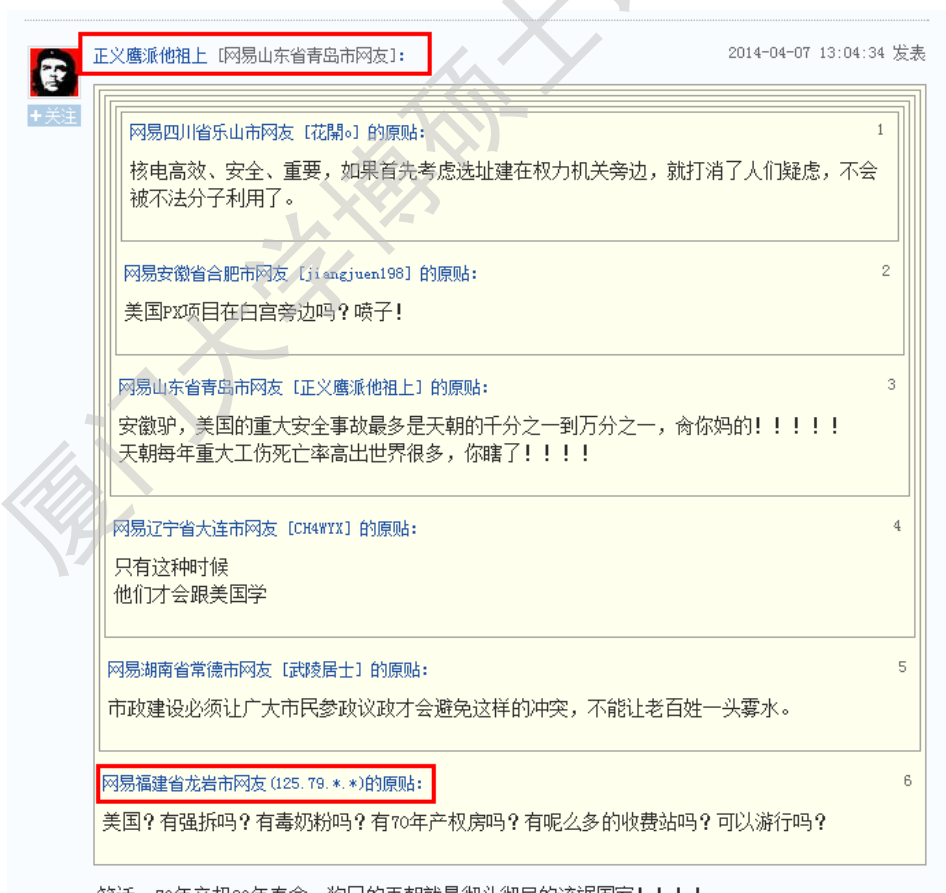 正义鹰派他祖上 [网易山东省青岛市网友]： 2014-04-07 13:04:34 发表
+关注
网易四川省乐山市网友 [花開。] 的原贴： 1
核电高效、安全、重要，如果首先考虑选址建在权力机关旁边，就打消了人们疑虑，不会
被不法分子利用了。
网易安徽省合肥市网友 [jiangjuen198] 的原贴： 2
美国PX项目在白宫旁边吗？喷子！
网易山东省青岛市网友 [正义鹰派他祖上] 的原贴： 3
安徽驴，美国的重大安全事故最多是天朝的千分之一到万分之一，肏你妈的！！！！！
天朝每年重大工伤死亡率高出世界很多，你瞎了！！！！
网易辽宁省大连市网友 [CH4WYX] 的原贴： 4
只有这种时候
他们才会跟美国学
网易湖南省常德市网友 [武陵居士] 的原贴： 5
市政建设必须让广大市民参政议政才会避免这样的冲突，不能让老百姓一头雾水。
网易福建省龙岩市网友(125.79.*.*)的原贴： 6
美国？有强拆吗？有毒奶粉吗？有70年产权房吗？有呢么多的收费站吗？可以游行吗？
厦门大学博硕士